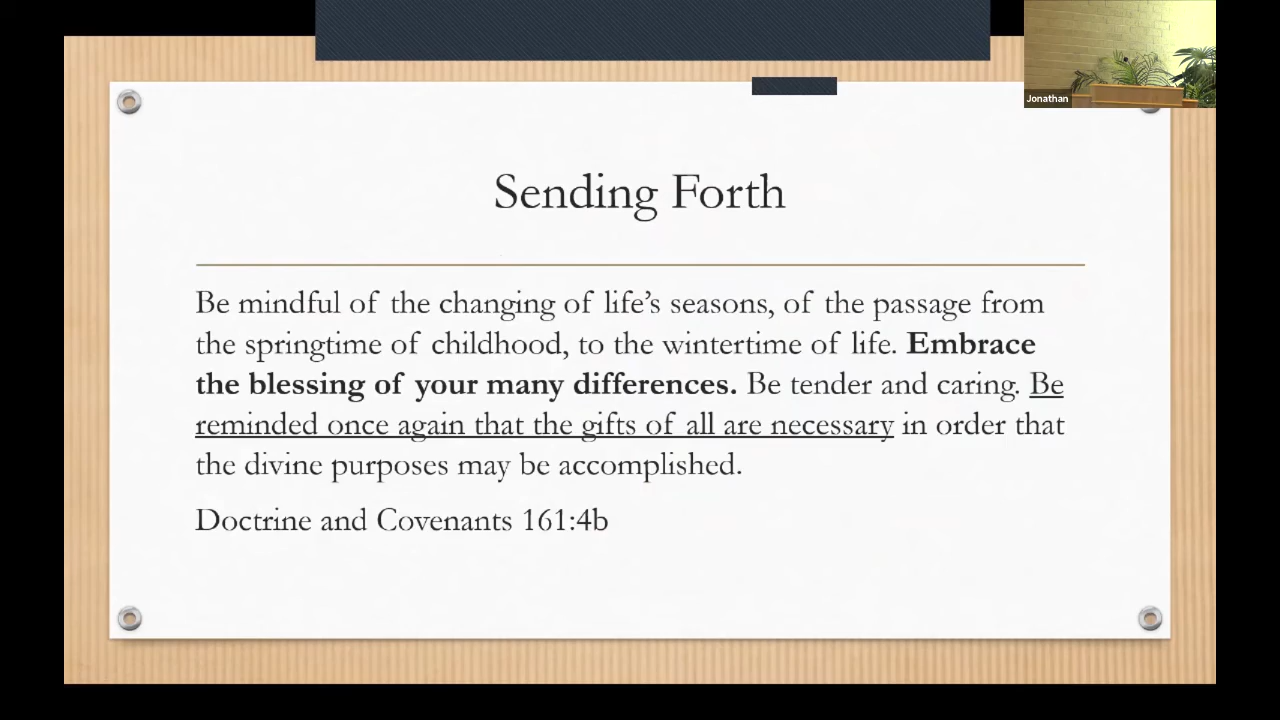 Jonathan
Sending Forth
Be mindful of the changing of life’s seasons, of the passage from
the springtime of childhood, to the wintertime of life. Embrace
the blessing of your many differences. Be tender and caring. Be
reminded once again that the gifts of all are necessary in order that
the divine purposes may be accomplished.
Doctrine and Covenants 161:4b